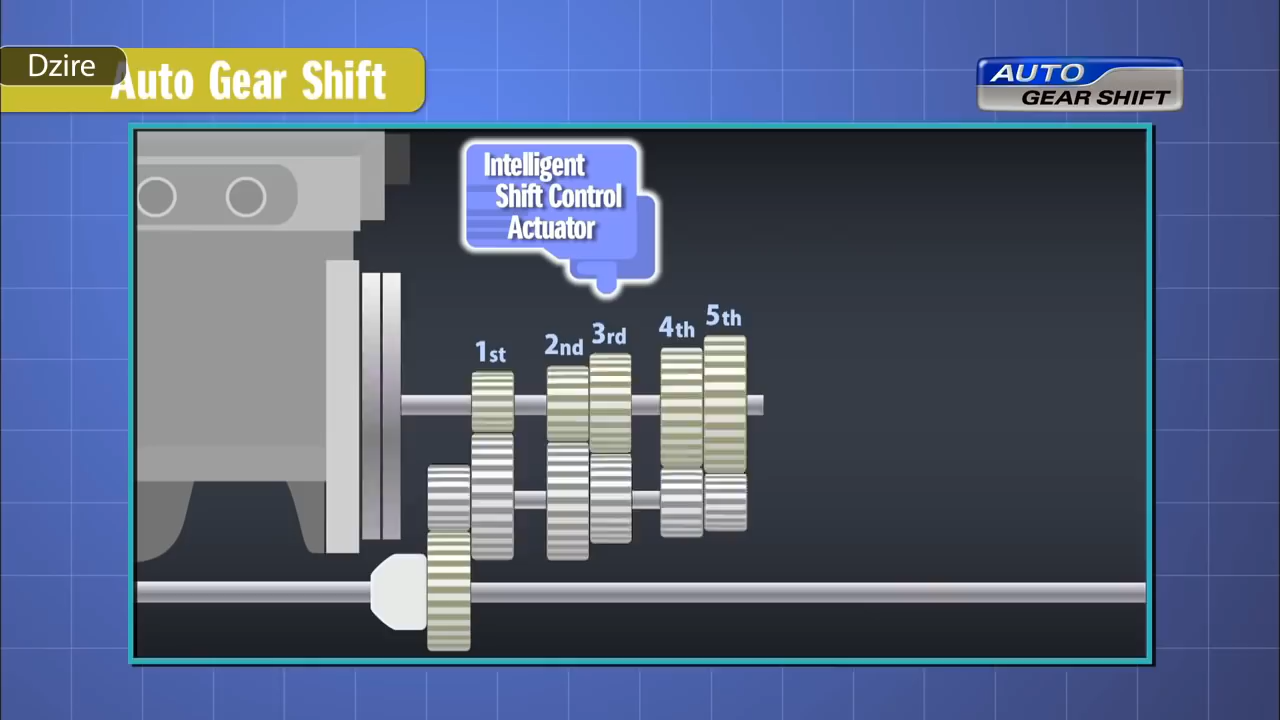 Dzire
Auto Gear Shift
AUTO
GEAR SHIFT
Intelligent
Shift Control
Actuator
1st
2nd
3rd
4th
5th